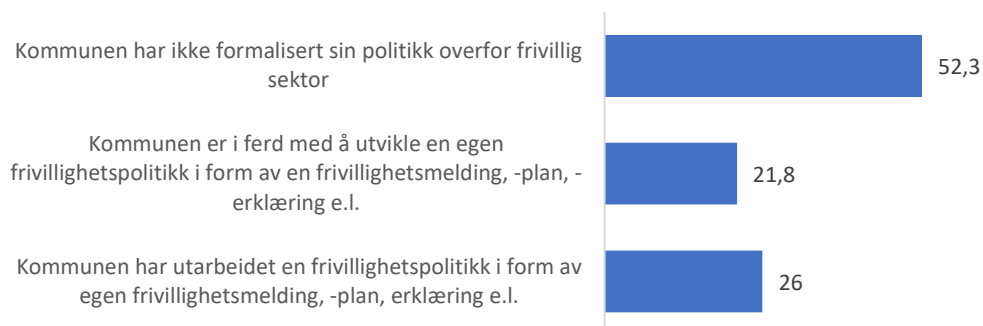 Kommunen har ikke formalisert sin politikk overfor frivillig
sektor
52,3
Kommunen er i ferd med å utvikle en egen
frivillighetspolitikk i form av en frivillighetsmelding, -plan, -
erklæring e.l.
21,8
Kommunen har utarbeidet en frivillighetspolitikk i form av
egen frivillighetsmelding, -plan, erklæring e.l.
26